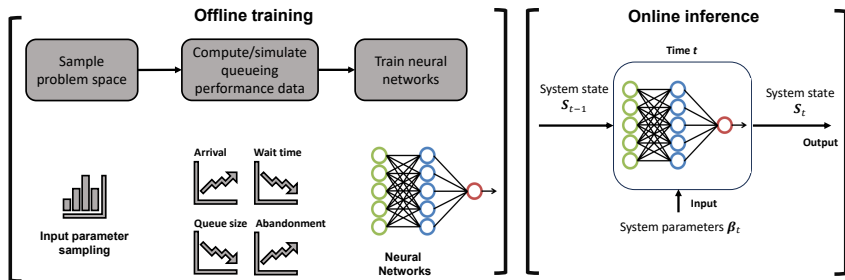 Offline training
Sample
problem space
Compute/simulate
queueing
performance data
Train neural
networks
Arrival
Wait time
Queue size
Abandonment
Input parameter
sampling
Neural
Networks
Online inference
Time t
System state
S_{t−1}
System state
S_t
Output
Input
System parameters β_t